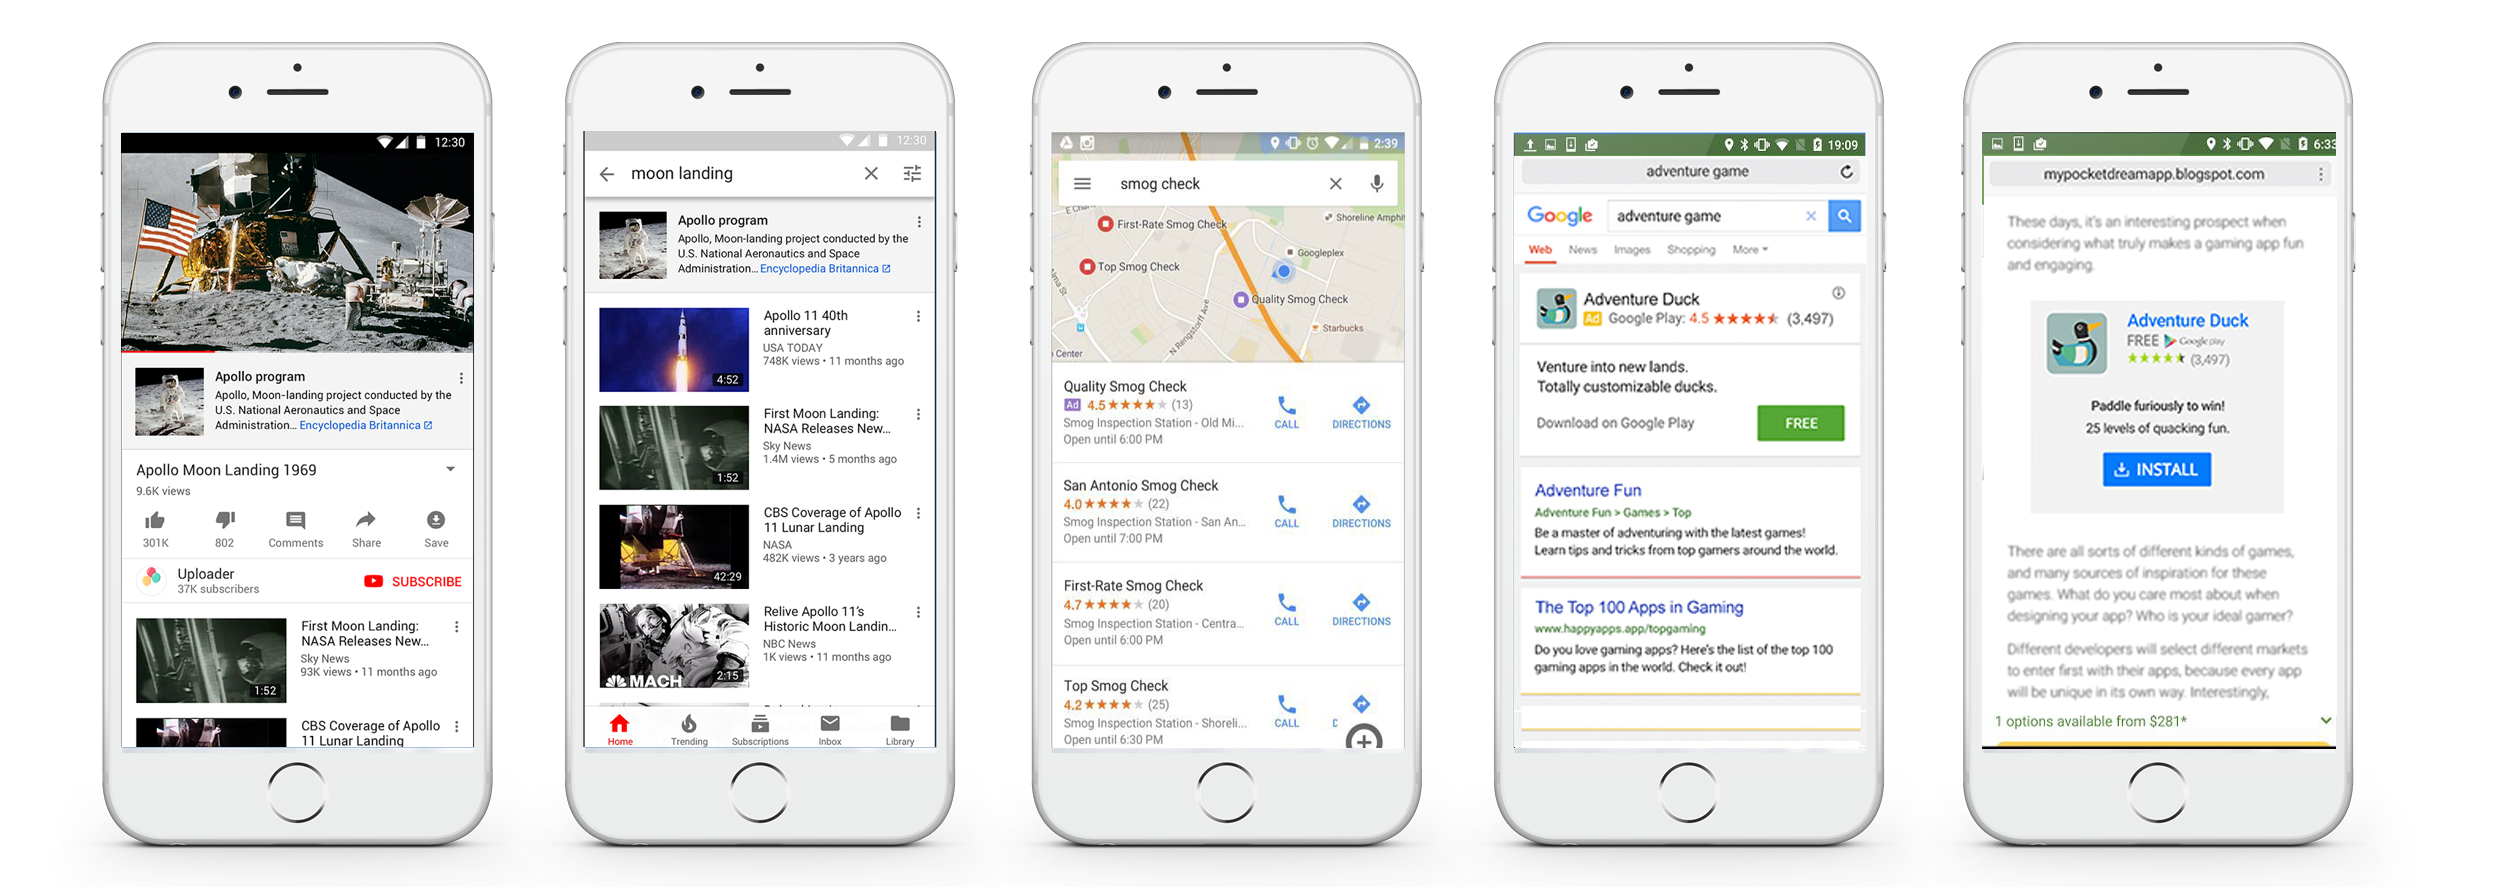 12:30
Apollo program
Apollo, Moon-landing project conducted by the
U.S. National Aeronautics and Space
Administration... Encyclopedia Britannica
Apollo Moon Landing 1969
9.6K views
301K
802
Comments
Share
Save
Uploader
37K subscribers
SUBSCRIBE
1:52
First Moon Landing:
NASA Releases New...
Sky News
93K views • 11 months ago
CBS Coverage of Apollo
11 Lunar Landing
12:30
moon landing
Apollo program
Apollo, Moon-landing project conducted by the
U.S. National Aeronautics and Space
Administration... Encyclopedia Britannica
4:52
Apollo 11 40th
anniversary
USA TODAY
748K views • 11 months ago
1:52
First Moon Landing:
NASA Releases New...
Sky News
1.4M views • 5 months ago
42:29
CBS Coverage of Apollo
11 Lunar Landing
NASA
482K views • 3 years ago
MACH
2:15
Relive Apollo 11's
Historic Moon Landin...
NBC News
1K views • 11 months ago
Home
Trending
Subscriptions
Inbox
Library
2:39
smog check
E Charl
First-Rate Smog Check
Shoreline Amphit
Googleplex
Top Smog Check
Alma St
Quality Smog Check
N Rengstorff Ave
Starbucks
Center
Quality Smog Check
Ad 4.5 (13)
Smog Inspection Station - Old Mi...
Open until 6:00 PM
CALL
DIRECTIONS
San Antonio Smog Check
4.0 (22)
Smog Inspection Station - San An...
Open until 7:00 PM
CALL
DIRECTIONS
First-Rate Smog Check
4.7 (20)
Smog Inspection Station - Centra...
Open until 6:00 PM
CALL
DIRECTIONS
Top Smog Check
4.2 (25)
Smog Inspection Station - Shoreli...
Open until 6:30 PM
CALL
D
19:09
adventure game
Google
adventure game
Web News Images Shopping More
Adventure Duck
Ad Google Play: 4.5 (3,497)
Venture into new lands.
Totally customizable ducks.
Download on Google Play
FREE
Adventure Fun
Adventure Fun > Games > Top
Be a master of adventuring with the latest games!
Learn tips and tricks from top gamers around the world.
The Top 100 Apps in Gaming
www.happyapps.app/topgaming
Do you love gaming apps? Here's the list of the top 100
gaming apps in the world. Check it out!
6:33
mypocketdreamapp.blogspot.com
These days, it's an interesting prospect when
considering what truly makes a gaming app fun
and engaging.
Adventure Duck
FREE Google play
(3,497)
Paddle furiously to win!
25 levels of quacking fun.
INSTALL
There are all sorts of different kinds of games,
and many sources of inspiration for these
games. What do you care most about when
designing your app? Who is your ideal gamer?
Different developers will select different markets
to enter first with their apps, because every app
will be unique in its own way. Interestingly,
1 options available from $281*